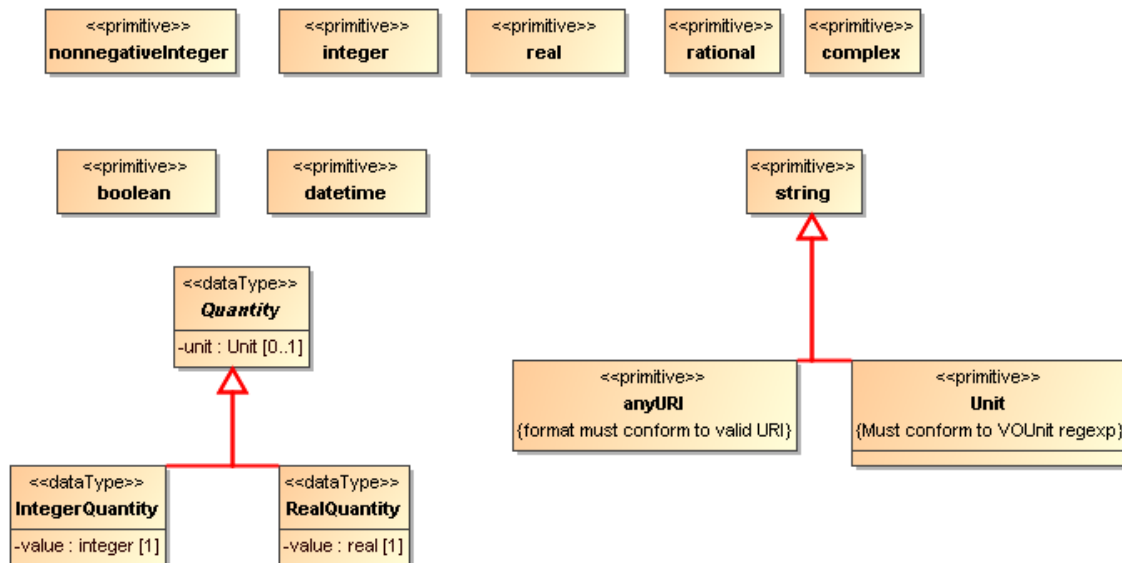 <<primitive>>
nonnegativeInteger
<<primitive>>
integer
<<primitive>>
real
<<primitive>>
rational
<<primitive>>
complex
<<primitive>>
boolean
<<primitive>>
datetime
<<primitive>>
string
<<dataType>>
Quantity
-unit : Unit [0..1]
<<primitive>>
anyURI
{format must conform to valid URI}
<<primitive>>
Unit
{Must conform to VOUnit regexp}
<<dataType>>
IntegerQuantity
-value : integer [1]
<<dataType>>
RealQuantity
-value : real [1]